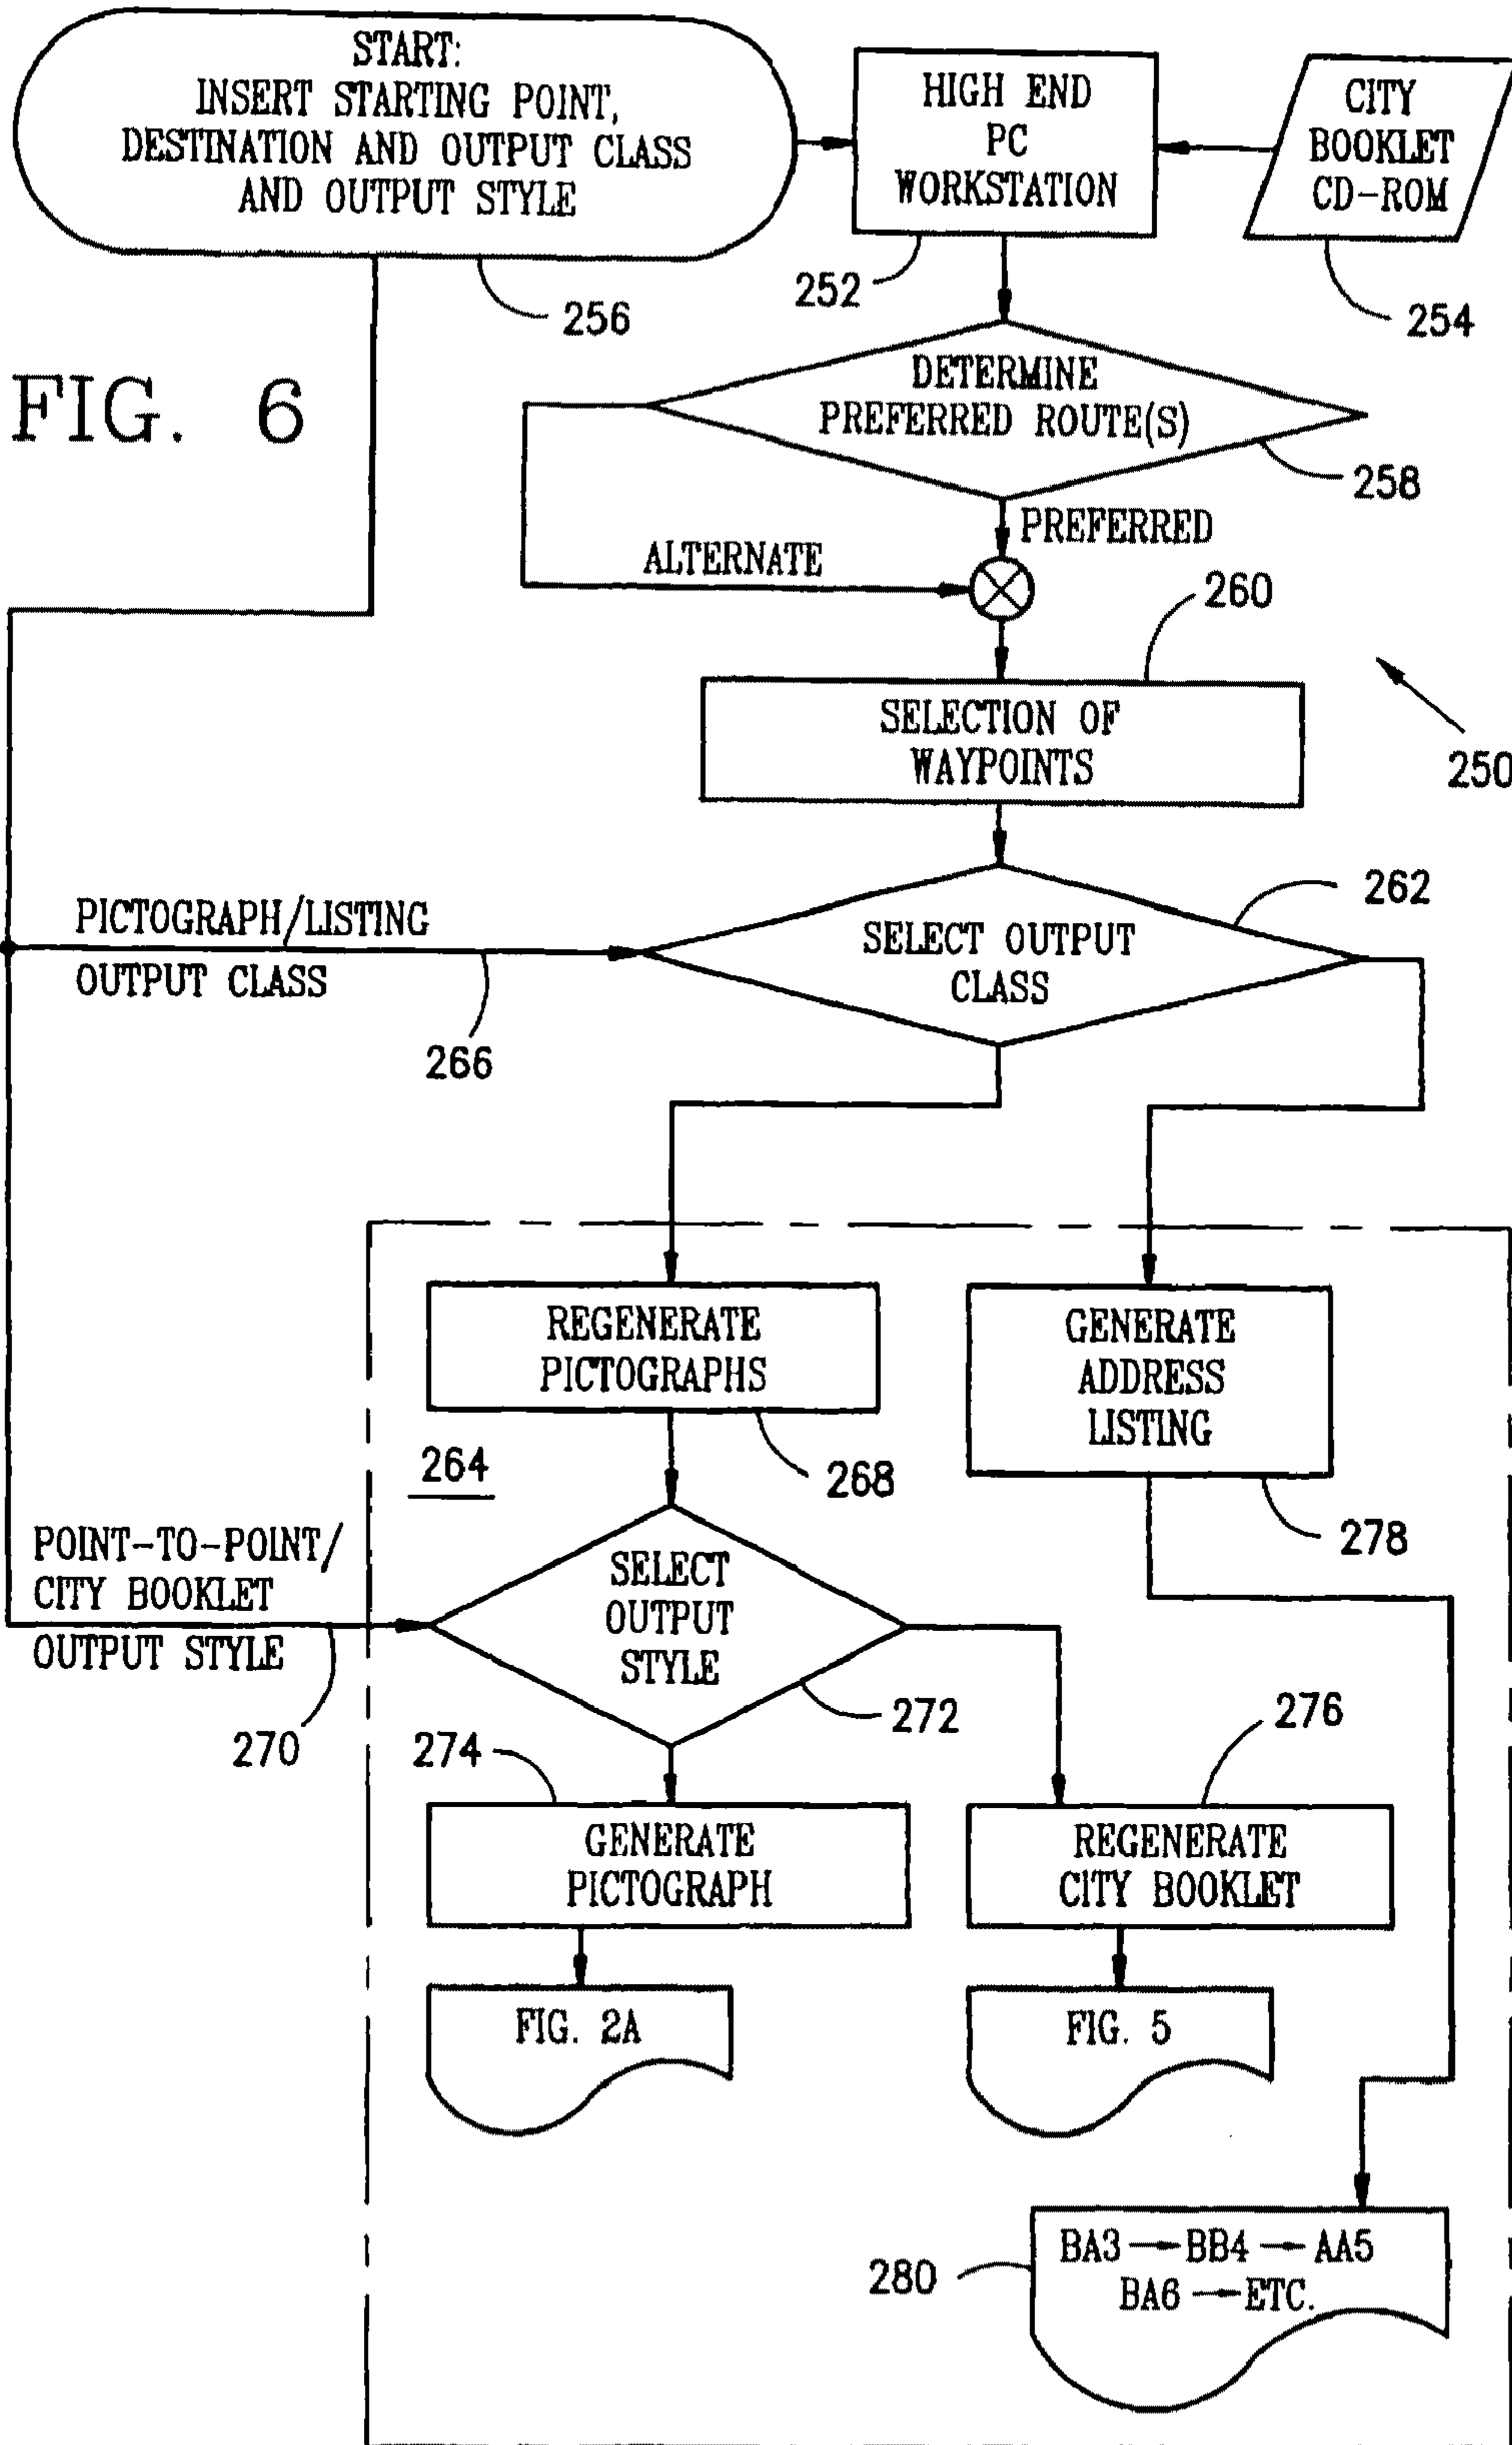 START:
INSERT STARTING POINT,
DESTINATION AND OUTPUT CLASS
AND OUTPUT STYLE
HIGH END
PC
WORKSTATION
CITY
BOOKLET
CD-ROM
256
252
254
FIG. 6
DETERMINE
PREFERRED ROUTE(S)
258
PREFERRED
ALTERNATE
260
SELECTION OF
WAYPOINTS
250
PICTOGRAPH/LISTING
OUTPUT CLASS
266
SELECT OUTPUT
CLASS
262
REGENERATE
PICTOGRAPHS
268
GENERATE
ADDRESS
LISTING
278
264
POINT-TO-POINT/
CITY BOOKLET
OUTPUT STYLE
270
SELECT
OUTPUT
STYLE
272
274
276
GENERATE
PICTOGRAPH
REGENERATE
CITY BOOKLET
FIG. 2A
FIG. 5
280
BA3 → BB4 → AA5
BA6 → ETC.